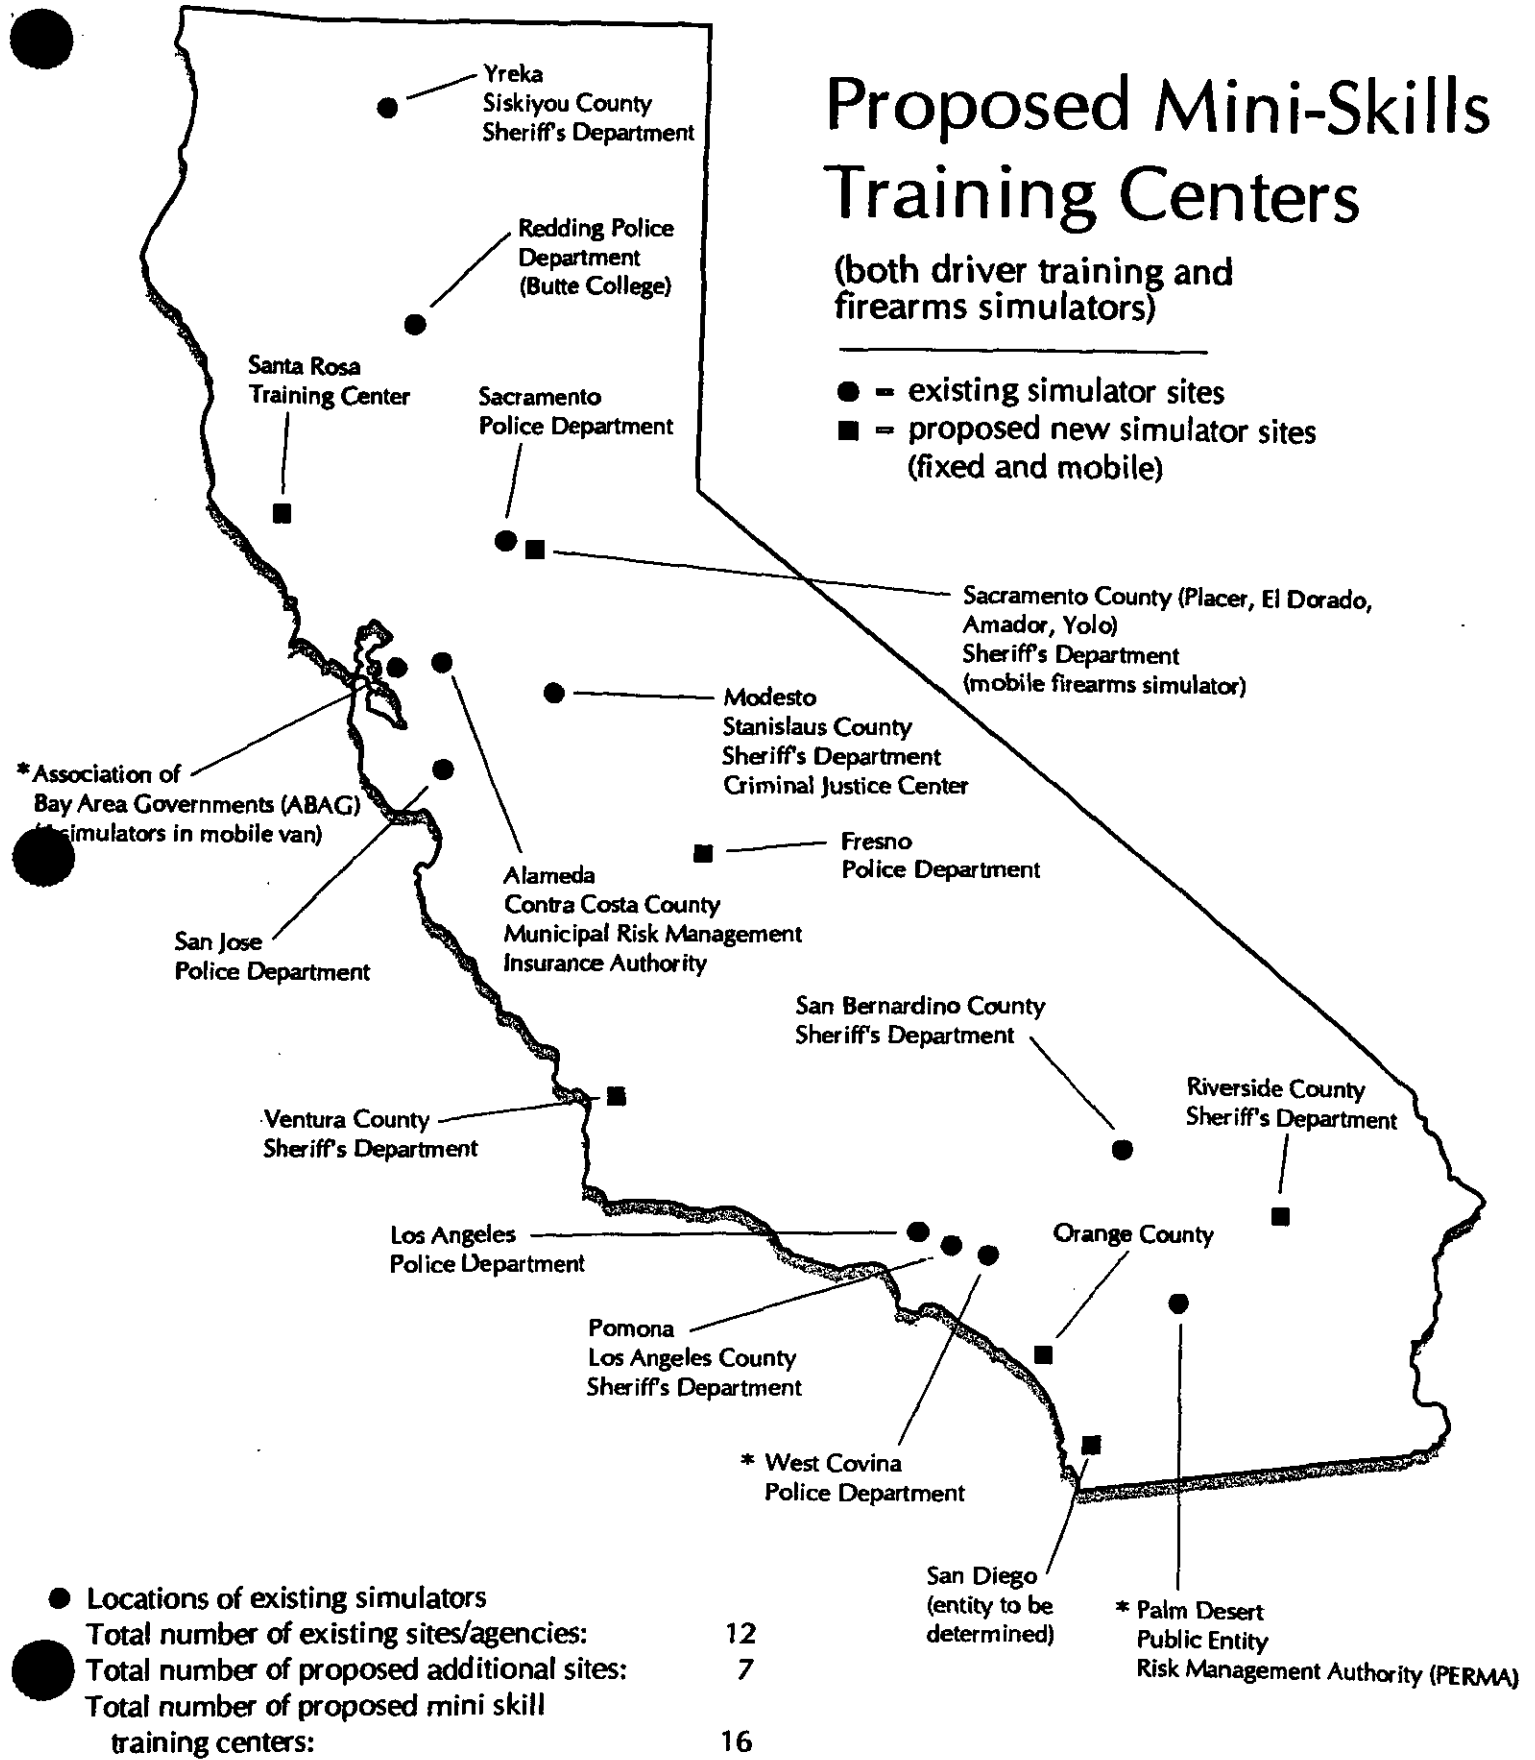 Proposed Mini-Skills
Training Centers
(both driver training and
firearms simulators)
= existing simulator sites
= proposed new simulator sites
(fixed and mobile)
Yreka
Siskiyou County
Sheriff's Department
Redding Police
Department
(Butte College)
Santa Rosa
Training Center
Sacramento
Police Department
Sacramento County (Placer, El Dorado,
Amador, Yolo)
Sheriff's Department
(mobile firearms simulator)
Modesto
Stanislaus County
Sheriff's Department
Criminal Justice Center
*Association of
Bay Area Governments (ABAG)
simulators in mobile van)
Fresno
Police Department
Alameda
Contra Costa County
Municipal Risk Management
Insurance Authority
San Jose
Police Department
San Bernardino County
Sheriff's Department
Riverside County
Sheriff's Department
Ventura County
Sheriff's Department
Los Angeles
Police Department
Orange County
Pomona
Los Angeles County
Sheriff's Department
* West Covina
Police Department
San Diego
(entity to be
determined)
* Palm Desert
Public Entity
Risk Management Authority (PERMA)
Locations of existing simulators
Total number of existing sites/agencies: 12
Total number of proposed additional sites: 7
Total number of proposed mini skill
training centers: 16